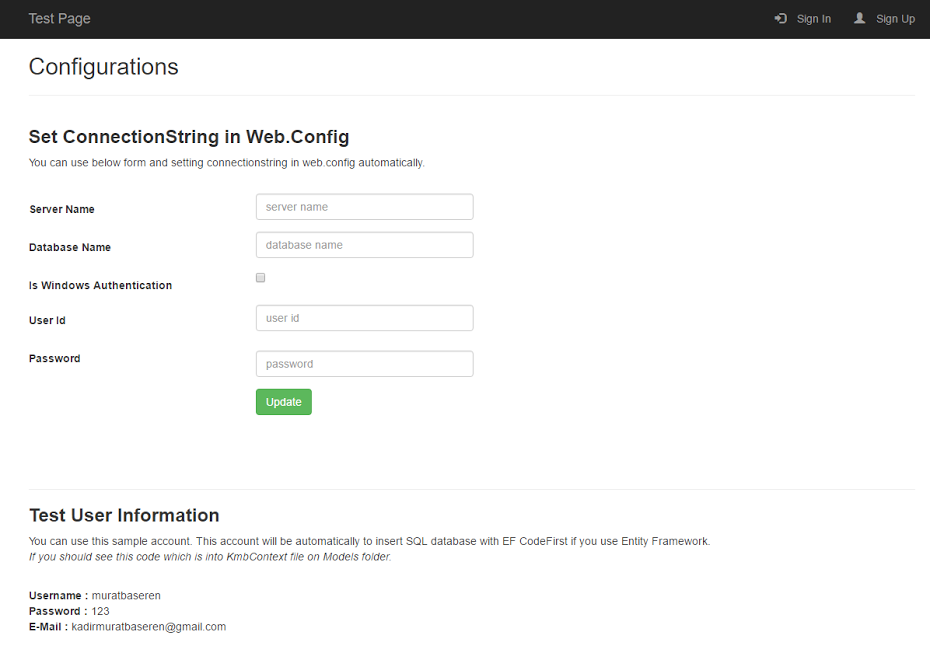 Test Page Sign In Sign Up
Configurations
Set ConnectionString in Web.Config
You can use below form and setting connectionstring in web.config automatically.
Server Name server name
Database Name database name
Is Windows Authentication
User Id user id
Password password
Update
Test User Information
You can use this sample account. This account will be automatically to insert SQL database with EF CodeFirst if you use Entity Framework.
If you should see this code which is into KmbContext file on Models folder.
Username : muratbaseren
Password : 123
E-Mail : kadirmuratbaseren@gmail.com